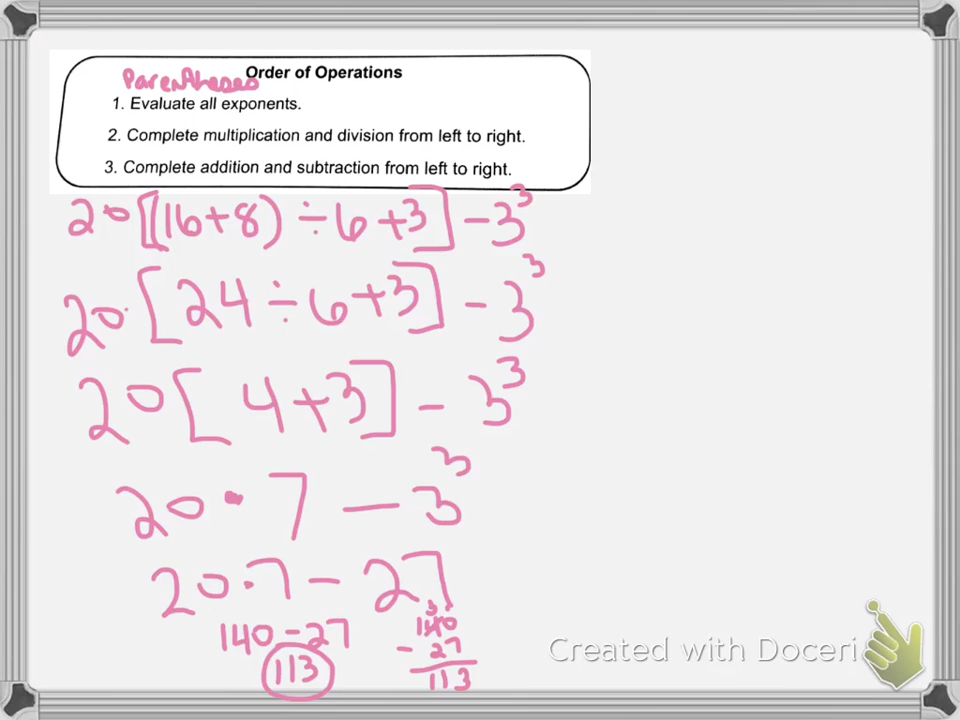 Parentheses Order of Operations
1. Evaluate all exponents.
2. Complete multiplication and division from left to right.
3. Complete addition and subtraction from left to right.
20[(16+8) ÷ 6 + 3] - 3³
20·[24 ÷ 6 + 3] - 3³
20[4+3] - 3³
20 · 7 - 3³
20 · 7 - 27
140 - 27
113
3 1
140
- 27
113
Created with Doceri